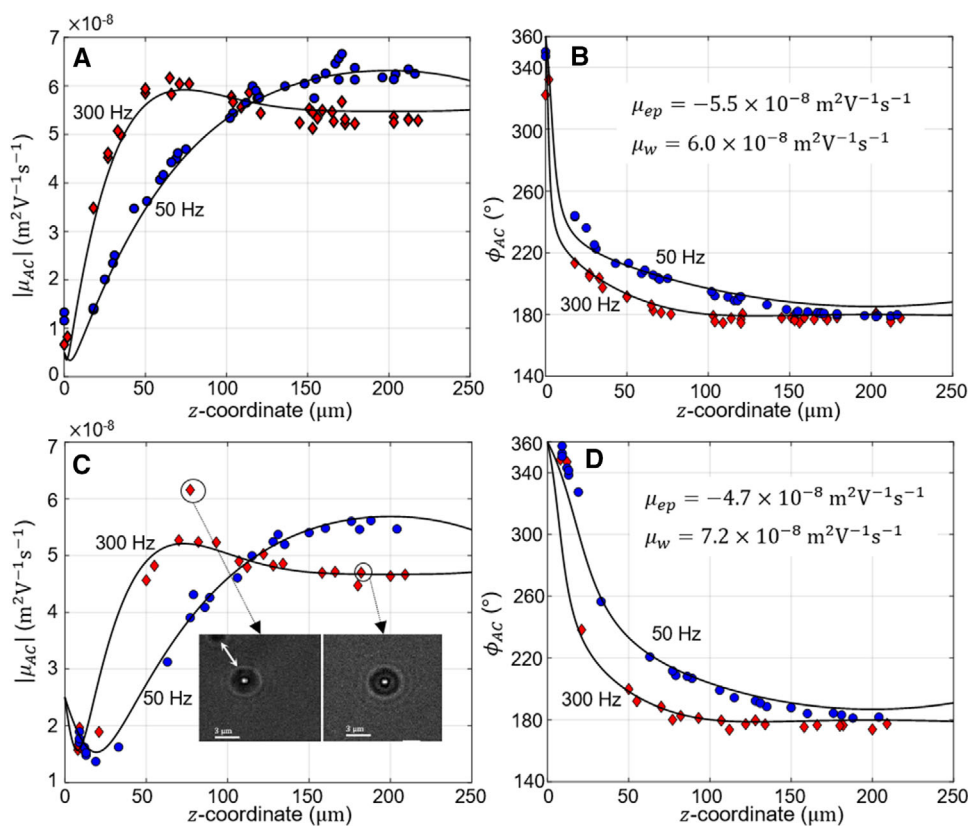 ×10⁻⁸
A
7
6
5
4
3
2
1
0
|μ_AC| (m²V⁻¹s⁻¹)
300 Hz
50 Hz
0 50 100 150 200 250
z-coordinate (μm)
B
360
340
300
260
220
180
140
ϕ_AC (°)
μ_ep = −5.5 × 10⁻⁸ m²V⁻¹s⁻¹
μ_w = 6.0 × 10⁻⁸ m²V⁻¹s⁻¹
50 Hz
300 Hz
0 50 100 150 200 250
z-coordinate (μm)
×10⁻⁸
C
7
6
5
4
3
2
1
|μ_AC| (m²V⁻¹s⁻¹)
300 Hz
50 Hz
3 μm
3 μm
0 50 100 150 200 250
z-coordinate (μm)
D
360
340
300
260
220
180
140
ϕ_AC (°)
μ_ep = −4.7 × 10⁻⁸ m²V⁻¹s⁻¹
μ_w = 7.2 × 10⁻⁸ m²V⁻¹s⁻¹
50 Hz
300 Hz
0 50 100 150 200 250
z-coordinate (μm)